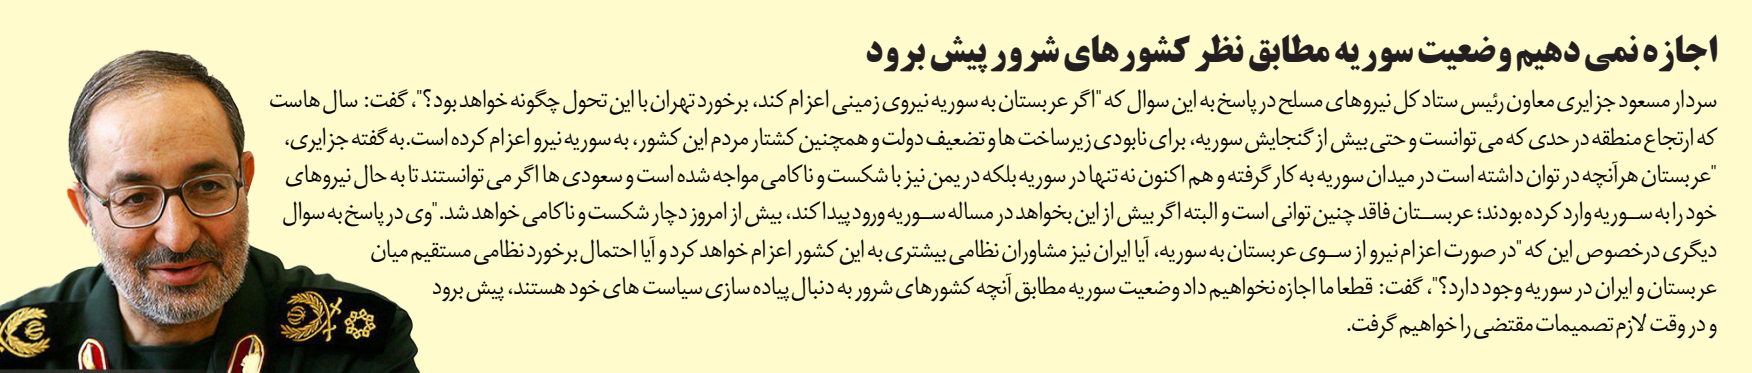 اجازه نمی دهیم وضعیت سوریه مطابق نظر کشورهای شرور پیش برود
سردار مسعود جزایری معاون رئیس ستاد کل نیروهای مسلح در پاسخ به این سوال که "اگر عربستان به سوریه نیروی زمینی اعزام کند، برخورد تهران با این تحول چگونه خواهد بود؟"، گفت: سال هاست
که ارتجاع منطقه در حدی که می توانست و حتی بیش از گنجایش سوریه، برای نابودی زیرساخت ها و تضعیف دولت و همچنین کشتار مردم این کشور، به سوریه نیرو اعزام کرده است. به گفته جزایری،
"عربستان هرآنچه در توان داشته است در میدان سوریه به کار گرفته و هم اکنون نه تنها در سوریه بلکه در یمن نیز با شکست و ناکامی مواجه شده است و سعودی ها اگر می توانستند تا به حال نیروهای
خود را به سوریه وارد کرده بودند؛ عربستان فاقد چنین توانی است و البته اگر بیش از این بخواهد در مساله سوریه ورود پیدا کند، بیش از امروز دچار شکست و ناکامی خواهد شد."وی در پاسخ به سوال
دیگری درخصوص این که "در صورت اعزام نیرو از سوی عربستان به سوریه، آیا ایران نیز مشاوران نظامی بیشتری به این کشور اعزام خواهد کرد و آیا احتمال برخورد نظامی مستقیم میان
عربستان و ایران در سوریه وجود دارد؟"، گفت: قطعا ما اجازه نخواهیم داد وضعیت سوریه مطابق آنچه کشورهای شرور به دنبال پیاده سازی سیاست های خود هستند، پیش برود
و در وقت لازم تصمیمات مقتضی را خواهیم گرفت.